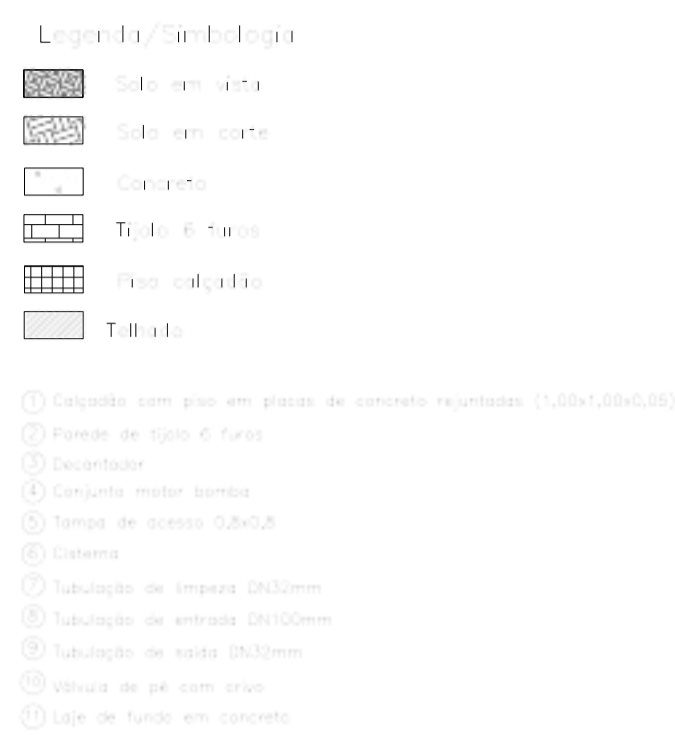 Legenda/Simbologia
Solo em vista
Solo em corte
Concreto
Tijolo 6 furos
Piso calçadão
Telhado
1 Calçadão com piso em placas de concreto rejuntadas (1,00x1,00x0,05)
2 Parede de tijolo 6 furos
3 Decantador
4 Conjunto motor bomba
5 Tampa de acesso 0,8x0,8
6 Cisterna
7 Tubulação de limpeza DN32mm
8 Tubulação de entrada DN100mm
9 Tubulação de saída DN32mm
10 Válvula de pé com crivo
11 Laje de fundo em concreto